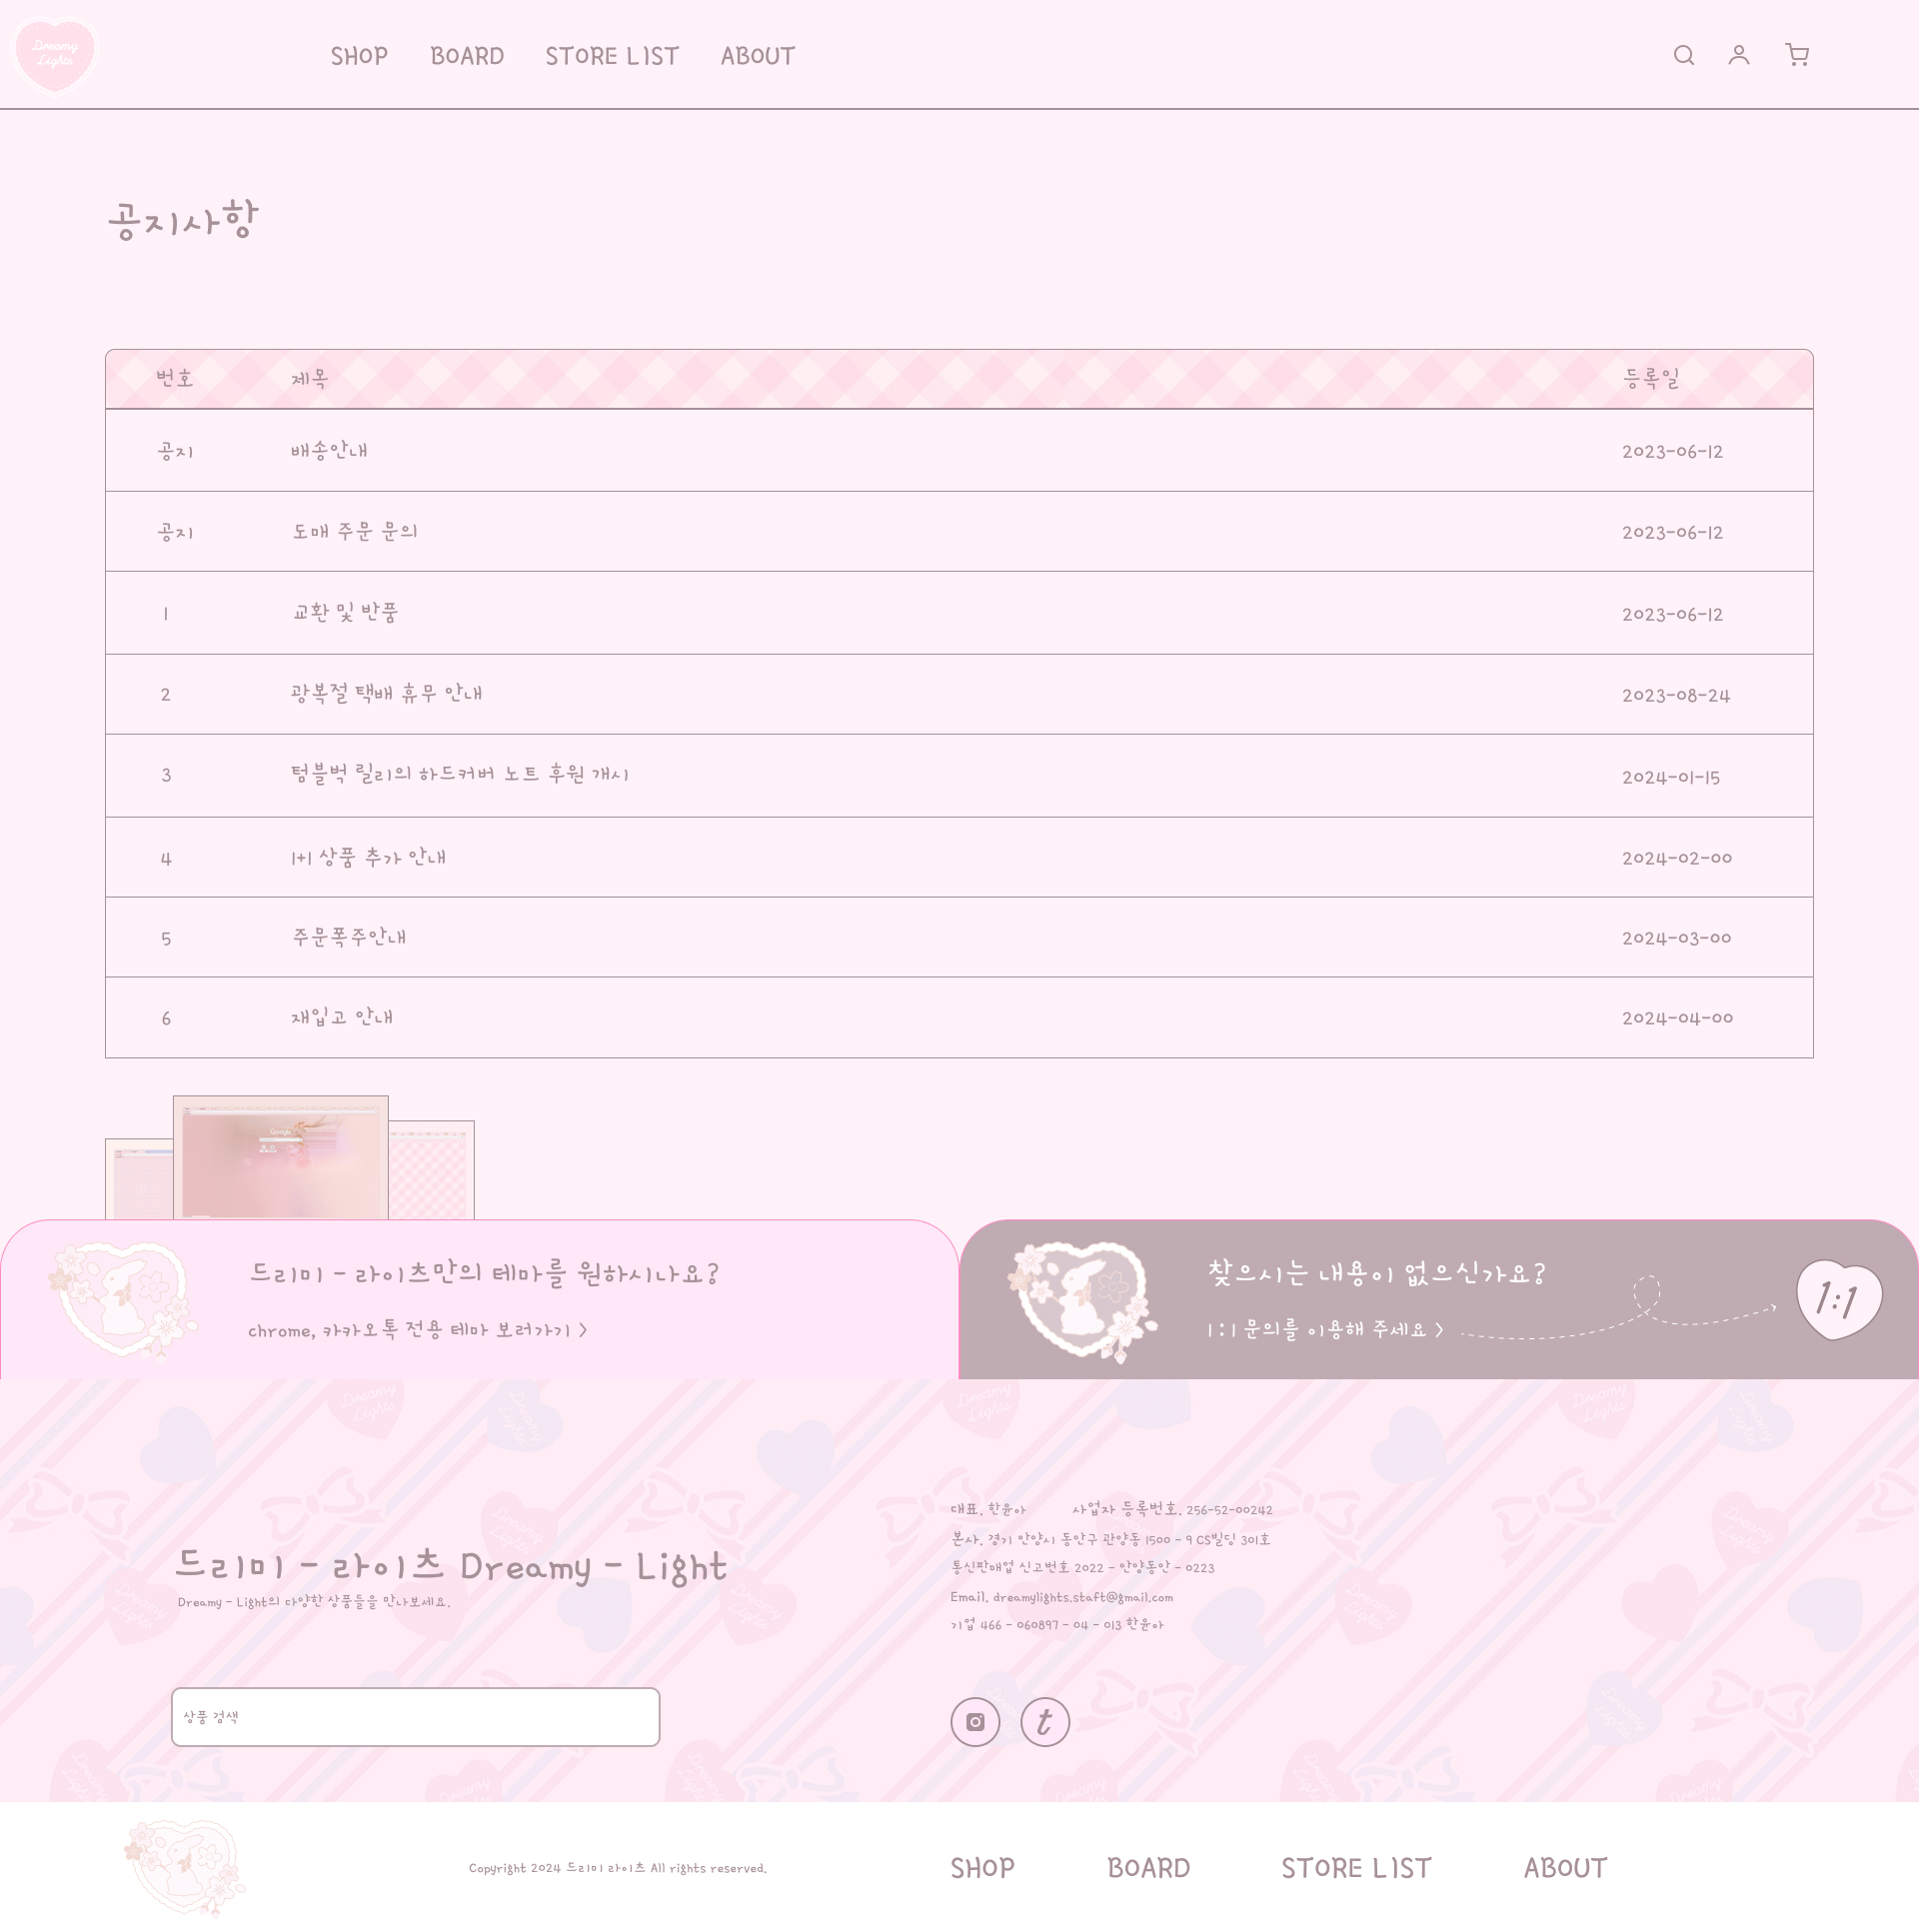 Dreamy
Lights
SHOP BOARD STORE LIST ABOUT
공지사항
번호 제목 등록일
공지 배송안내 2023-06-12
공지 도매 주문 문의 2023-06-12
1 교환 및 반품 2023-06-12
2 광복절 택배 휴무 안내 2023-08-24
3 텀블벅 릴리의 하드커버 노트 후원 개시 2024-01-15
4 1+1 상품 추가 안내 2024-02-00
5 주문폭주안내 2024-03-00
6 재입고 안내 2024-04-00
Google
드리미 - 라이츠만의 테마를 원하시나요?
chrome, 카카오톡 전용 테마 보러가기 >
찾으시는 내용이 없으신가요?
1:1 문의를 이용해 주세요 >
1:1
대표. 한윤아 사업자 등록번호. 256-52-00242
본사. 경기 안양시 동안구 관양동 1500 - 9 CS빌딩 301호
통신판매업 신고번호 2022 - 안양동안 - 0223
Email. dreamylights.staft@gmail.com
기업 466 - 060897 - 04 - 013 한윤아
드리미 - 라이츠 Dreamy - Light
Dreamy - Light의 다양한 상품들을 만나보세요.
상품 검색
t
Copyright 2024 드리미 라이츠 All rights reserved.
SHOP BOARD STORE LIST ABOUT